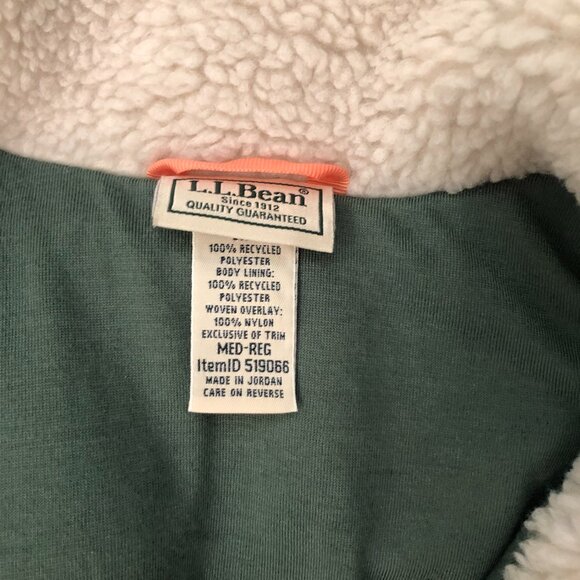 L.L.Bean
Since 1912
QUALITY GUARANTEED
100% RECYCLED
POLYESTER
BODY LINING:
100% RECYCLED
POLYESTER
WOVEN OVERLAY:
100% NYLON
EXCLUSIVE OF TRIM
MED-REG
ItemID 519066
MADE IN JORDAN
CARE ON REVERSE